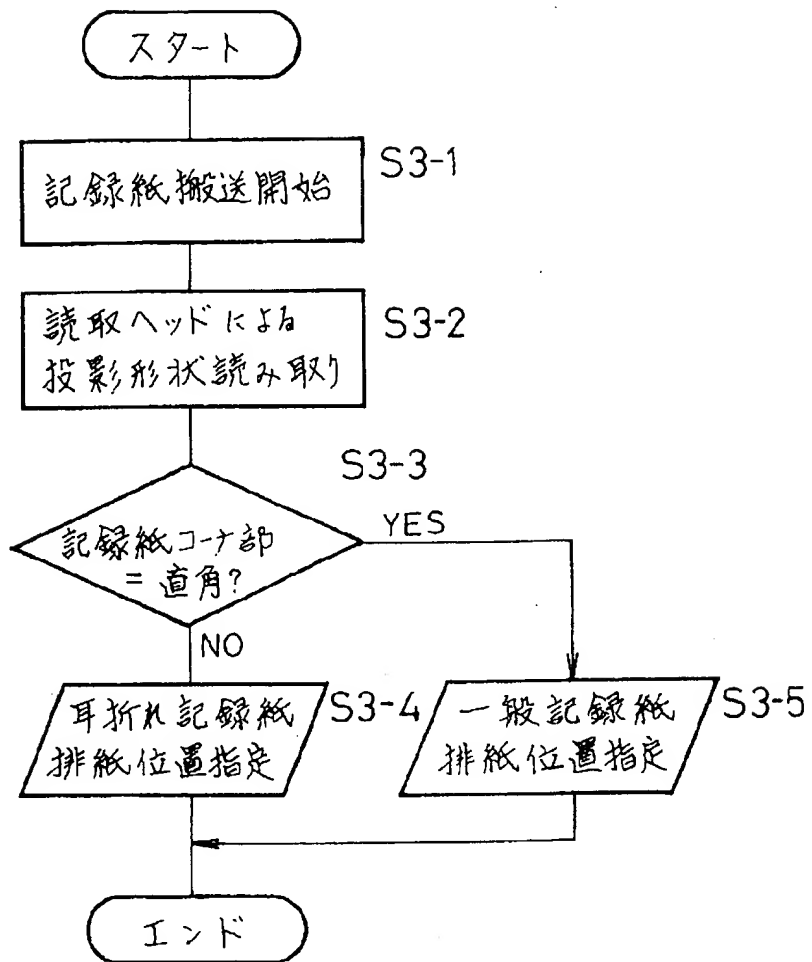 スタート
記録紙搬送開始
S3-1
読取ヘッドによる
投影形状読み取り
S3-2
S3-3
記録紙コーナ部
= 直角?
YES
NO
耳折れ記録紙
排紙位置指定
S3-4
一般記録紙
排紙位置指定
S3-5
エンド